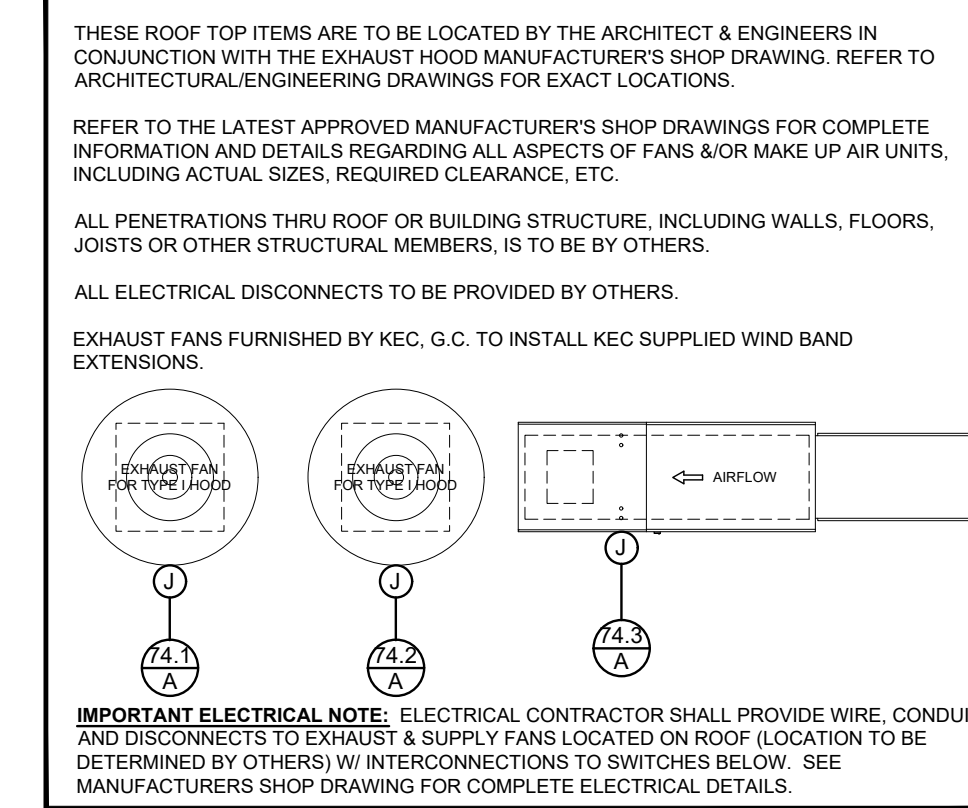 THESE ROOF TOP ITEMS ARE TO BE LOCATED BY THE ARCHITECT & ENGINEERS IN
CONJUNCTION WITH THE EXHAUST HOOD MANUFACTURER'S SHOP DRAWING. REFER TO
ARCHITECTURAL/ENGINEERING DRAWINGS FOR EXACT LOCATIONS.
REFER TO THE LATEST APPROVED MANUFACTURER'S SHOP DRAWINGS FOR COMPLETE
INFORMATION AND DETAILS REGARDING ALL ASPECTS OF FANS &/OR MAKE UP AIR UNITS,
INCLUDING ACTUAL SIZES, REQUIRED CLEARANCE, ETC.
ALL PENETRATIONS THRU ROOF OR BUILDING STRUCTURE, INCLUDING WALLS, FLOORS,
JOISTS OR OTHER STRUCTURAL MEMBERS, IS TO BE BY OTHERS.
ALL ELECTRICAL DISCONNECTS TO BE PROVIDED BY OTHERS.
EXHAUST FANS FURNISHED BY KEC, G.C. TO INSTALL KEC SUPPLIED WIND BAND
EXTENSIONS.
EXHAUST FAN
FOR TYPE I HOOD
EXHAUST FAN
FOR TYPE I HOOD
AIRFLOW
J
J
J
74.1
A
74.2
A
74.3
A
IMPORTANT ELECTRICAL NOTE: ELECTRICAL CONTRACTOR SHALL PROVIDE WIRE, CONDUI
AND DISCONNECTS TO EXHAUST & SUPPLY FANS LOCATED ON ROOF (LOCATION TO BE
DETERMINED BY OTHERS) W/ INTERCONNECTIONS TO SWITCHES BELOW. SEE
MANUFACTURERS SHOP DRAWING FOR COMPLETE ELECTRICAL DETAILS.